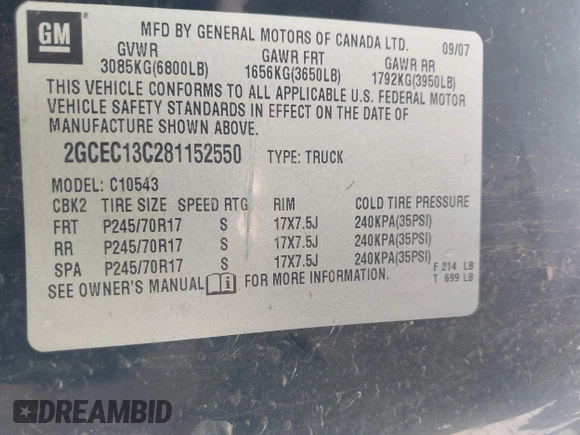 GM
MFD BY GENERAL MOTORS OF CANADA LTD. 09/07
GVWR GAWR FRT GAWR RR
3085KG(6800LB) 1656KG(3650LB) 1792KG(3950LB)
THIS VEHICLE CONFORMS TO ALL APPLICABLE U.S. FEDERAL MOTOR
VEHICLE SAFETY STANDARDS IN EFFECT ON THE DATE OF
MANUFACTURE SHOWN ABOVE.
2GCEC13C281152550 TYPE: TRUCK
MODEL: C10543
CBK2 TIRE SIZE SPEED RTG RIM COLD TIRE PRESSURE
FRT P245/70R17 S 17X7.5J 240KPA(35PSI)
RR P245/70R17 S 17X7.5J 240KPA(35PSI)
SPA P245/70R17 S 17X7.5J 240KPA(35PSI)
SEE OWNER'S MANUAL i FOR MORE INFORMATION.
F 214 LB
T 699 LB
DREAMBID